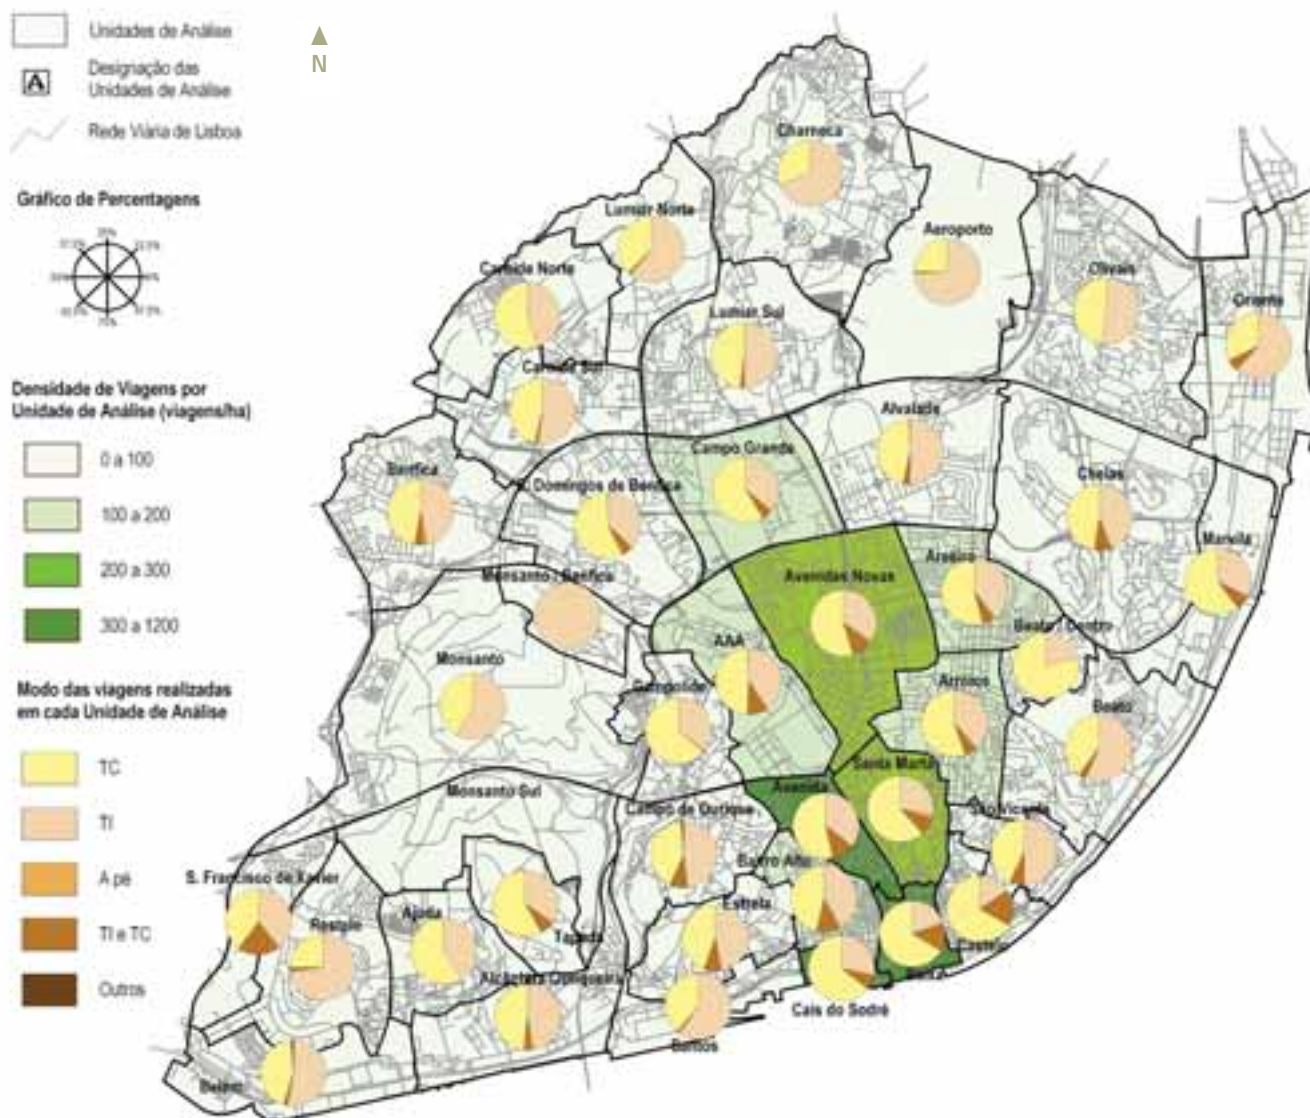 Unidades de Análise
N
A
Designação das
Unidades de Análise
Rede Viária de Lisboa
Gráfico de Percentagens
25%
75%
Densidade de Viagens por
Unidade de Análise (viagens/ha)
0 a 100
100 a 200
200 a 300
300 a 1200
Modo das viagens realizadas
em cada Unidade de Análise
TC
TI
A pé
TI e TC
Outros
Charneca
Lumiar Norte
Aeroporto
Carnide Norte
Olivais
Oriente
Lumiar Sul
Carnide Sul
Alvalade
Campo Grande
Benfica
S. Domingos de Benfica
Chelas
Marvila
Areeiro
Monsanto / Benfica
Avenidas Novas
Beato / Centro
AAA
Monsanto
Campolide
Arroios
Beato
Santa Marta
Monsanto Sul
Avenida
Campo de Ourique
São Vicente
Bairro Alto
S. Francisco de Xavier
Estrela
Restelo
Ajuda
Tapada
Castelo
Baixa
Alcântara
Cais do Sodré
Santos
Belém